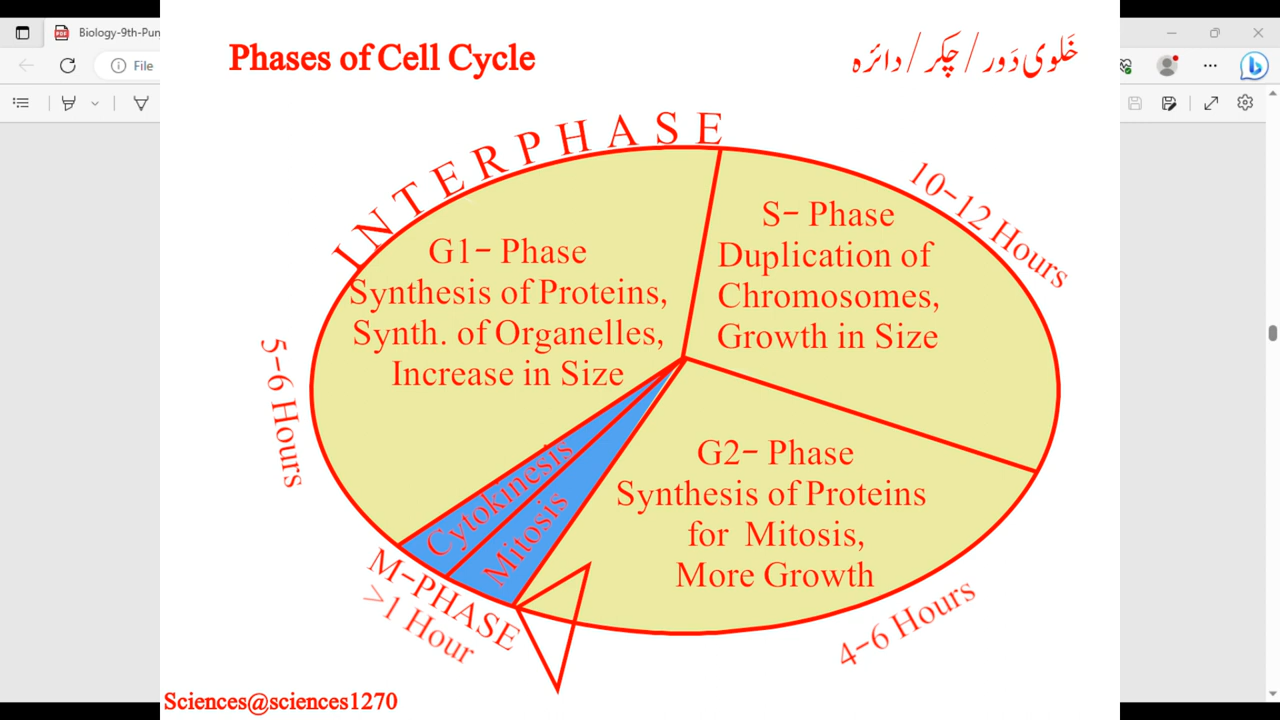 Biology-9th-Pun
File
Phases of Cell Cycle
خَلوی دَور / چکر / دائرہ
INTERPHASE
10-12 Hours
S- Phase
Duplication of
Chromosomes,
Growth in Size
G1- Phase
Synthesis of Proteins,
Synth. of Organelles,
Increase in Size
5-6 Hours
G2- Phase
Synthesis of Proteins
for Mitosis,
More Growth
4-6 Hours
Cytokinesis
Mitosis
M-PHASE
>1 Hour
Sciences@sciences1270